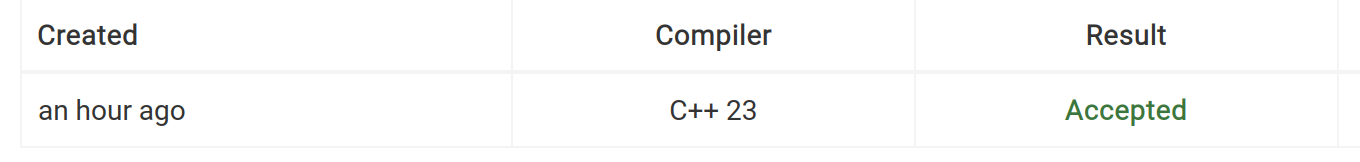 Created Compiler Result
an hour ago C++ 23 Accepted